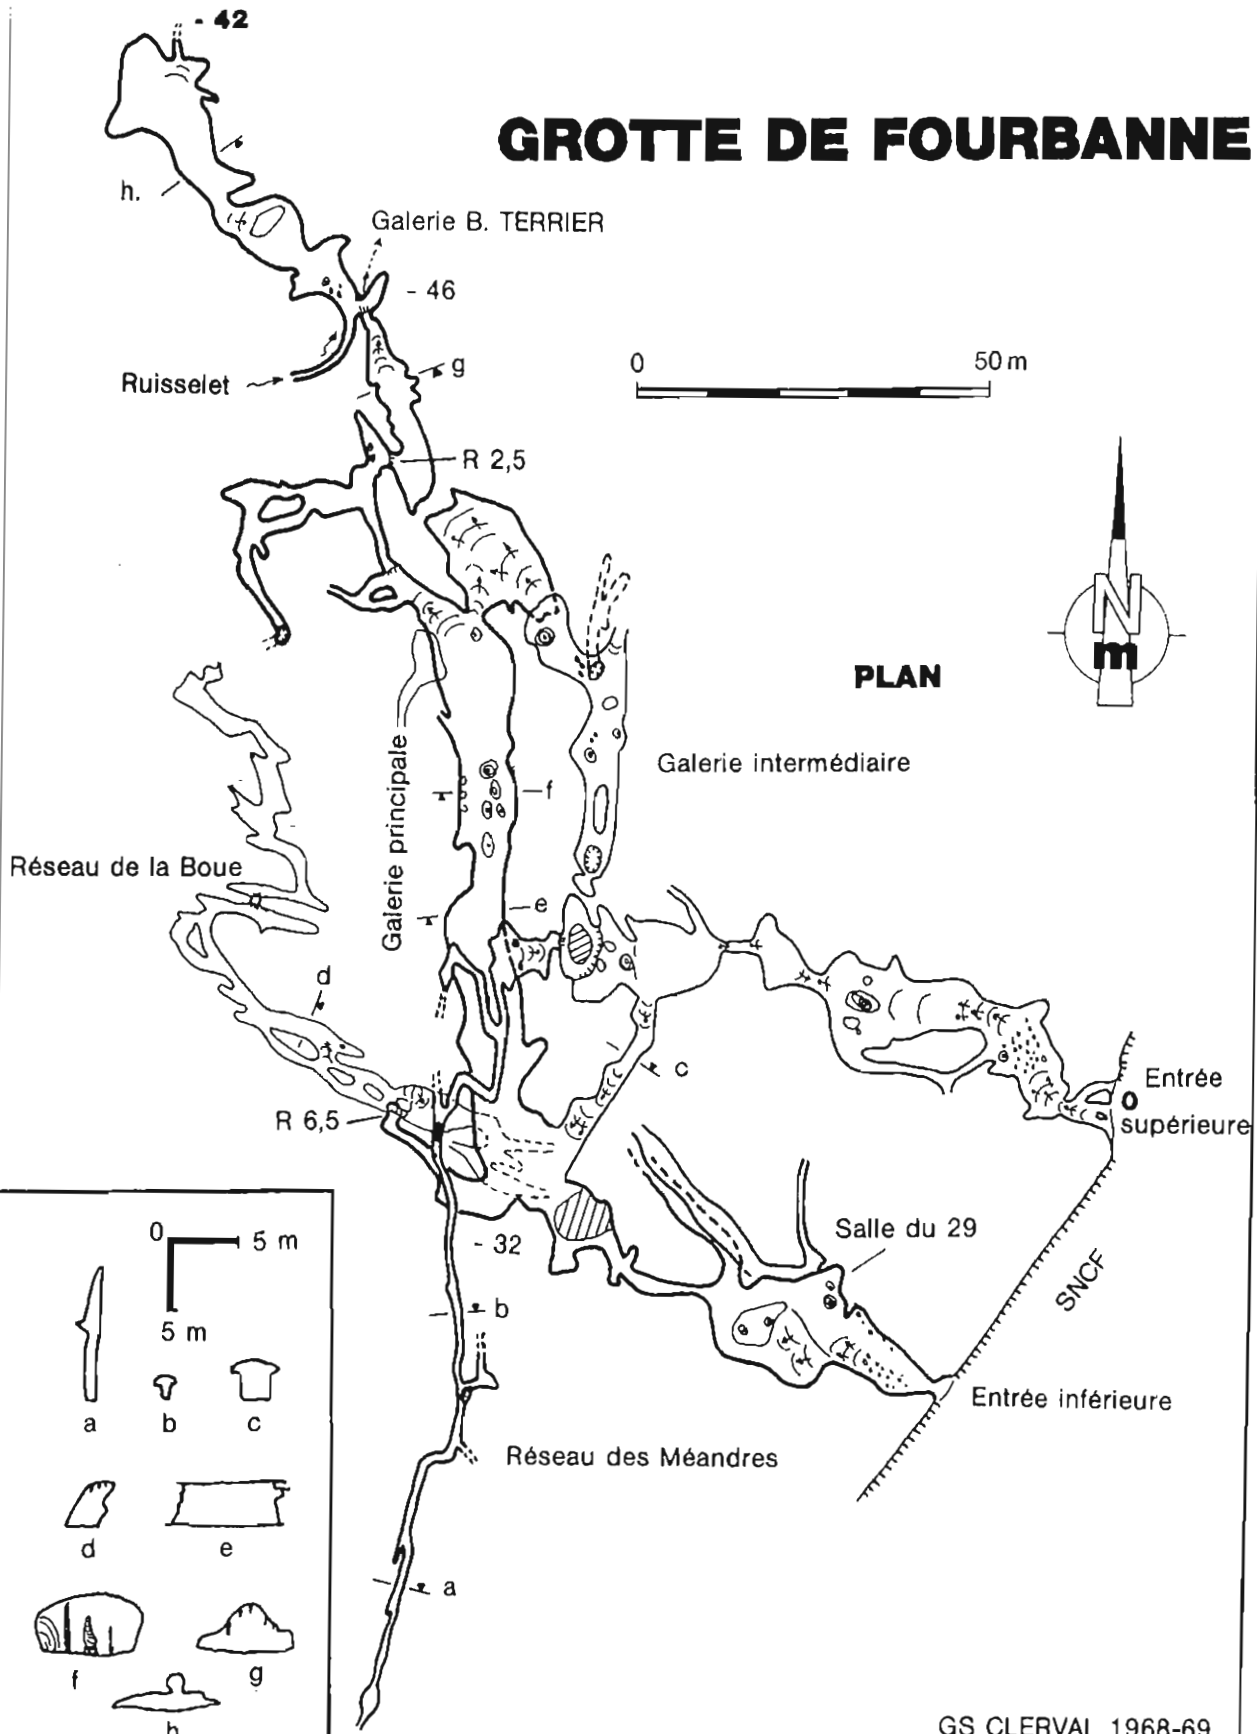 - 42
GROTTE DE FOURBANNE
h.
Galerie B. TERRIER
- 46
g
0 50 m
Ruisselet
R 2,5
N
m
PLAN
Galerie intermédiaire
Galerie principale
f
Réseau de la Boue
e
d
c
Entrée
supérieure
R 6,5
Salle du 29
- 32
SNCF
b
Entrée inférieure
Réseau des Méandres
a
0 5 m
5 m
a b c
d e
f g
h
GS CLERVAL 1968-69